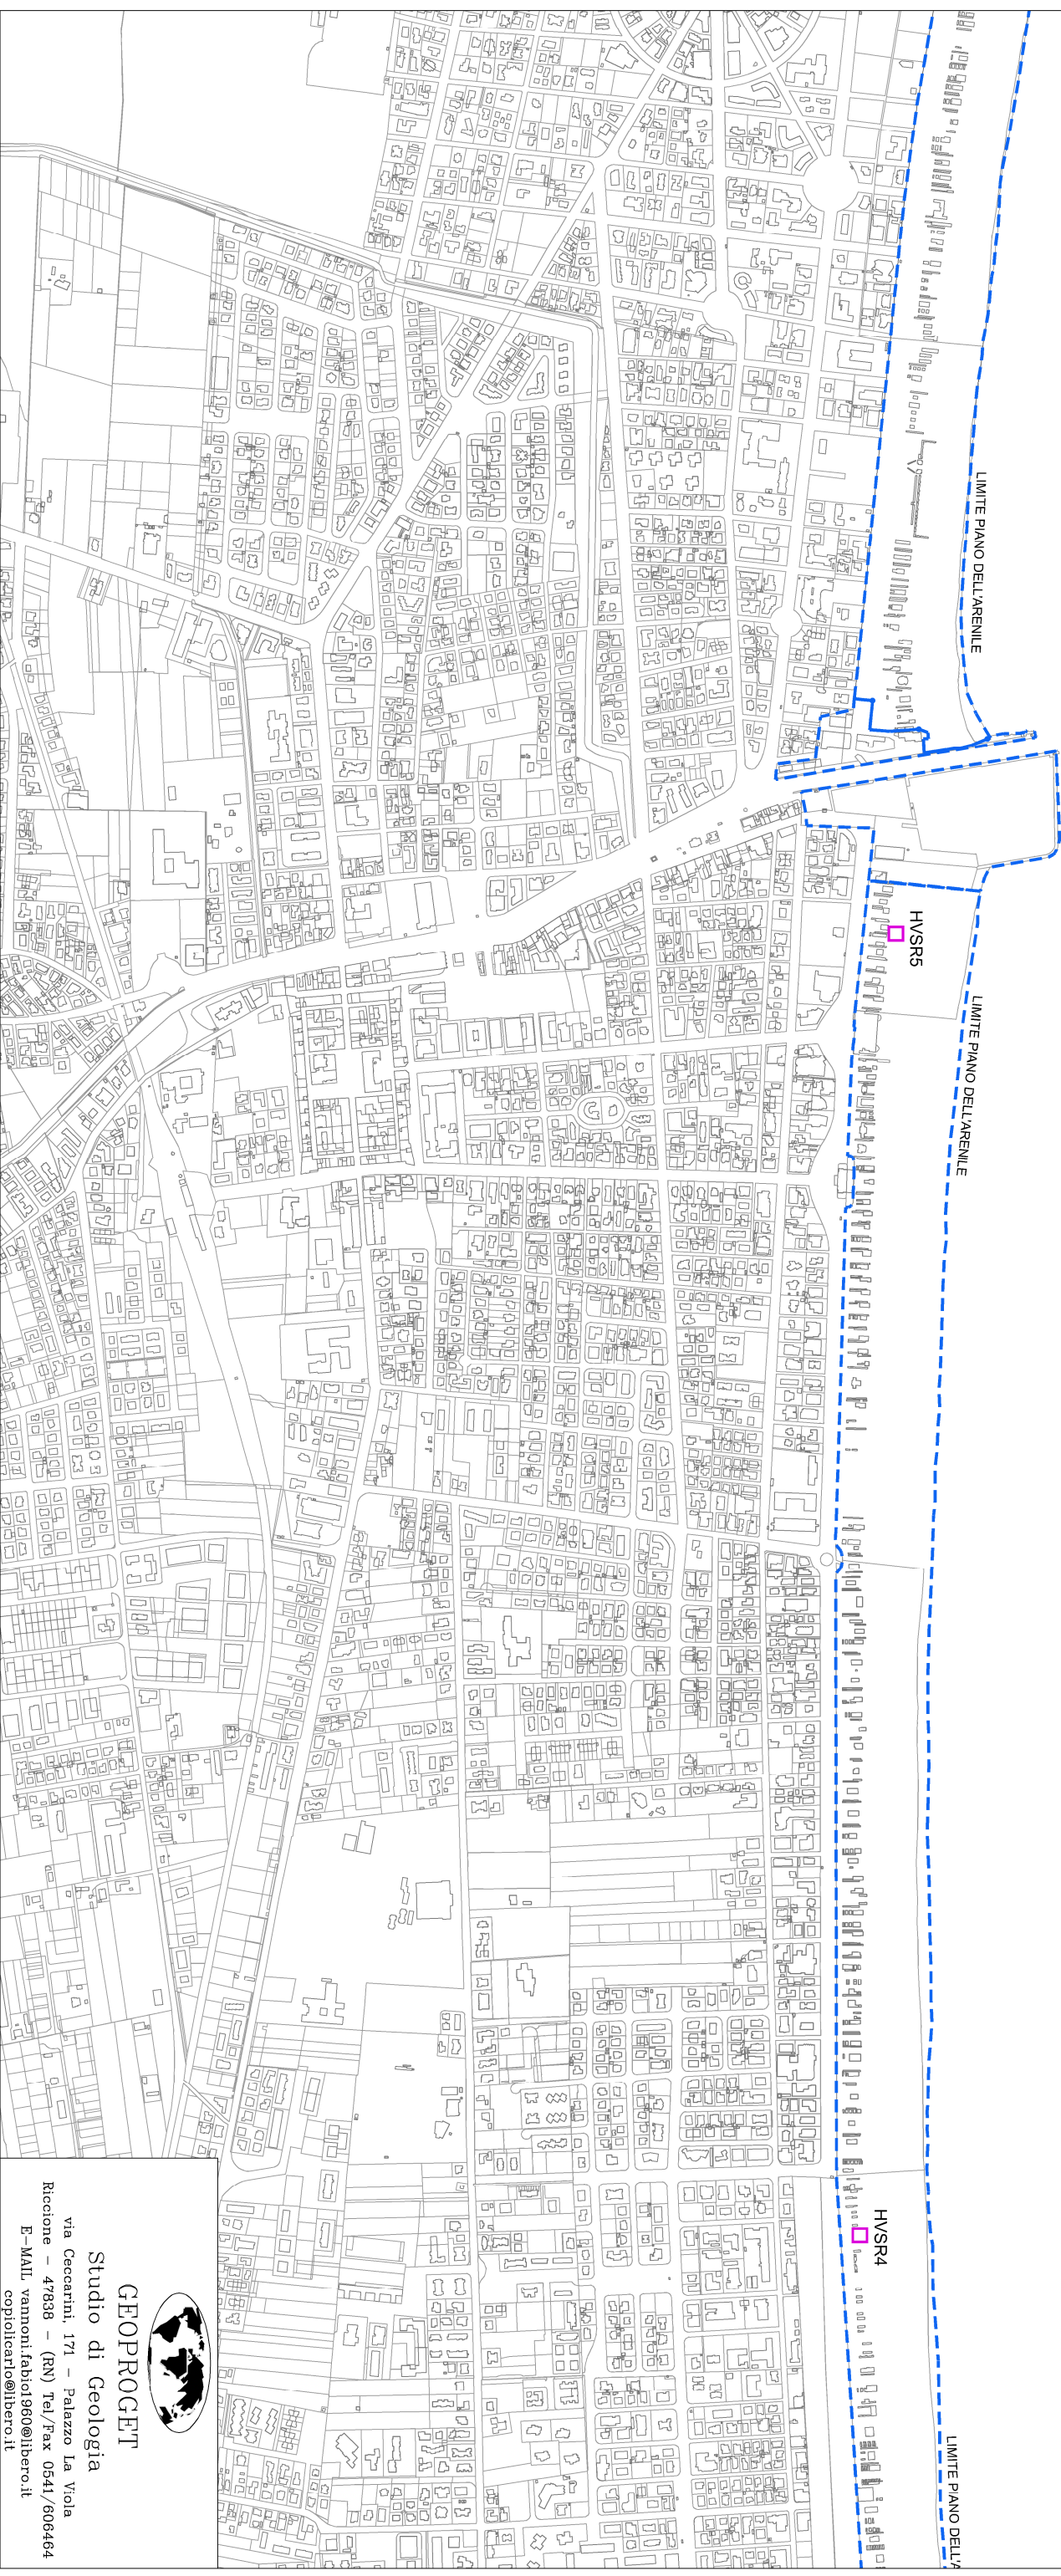 LIMITE PIANO DELL'ARENILE
HVSR5
LIMITE PIANO DELL'ARENILE
HVSR4
LIMITE PIANO DELL'A
GEOPROGET
Studio di Geologia
via Ceccarini, 171 - Palazzo La Viola
Riccione - 47838 - (RN) Tel/Fax 0541/606464
E-MAIL vannoni.fabio1960@libero.it
copiolicarlo@libero.it